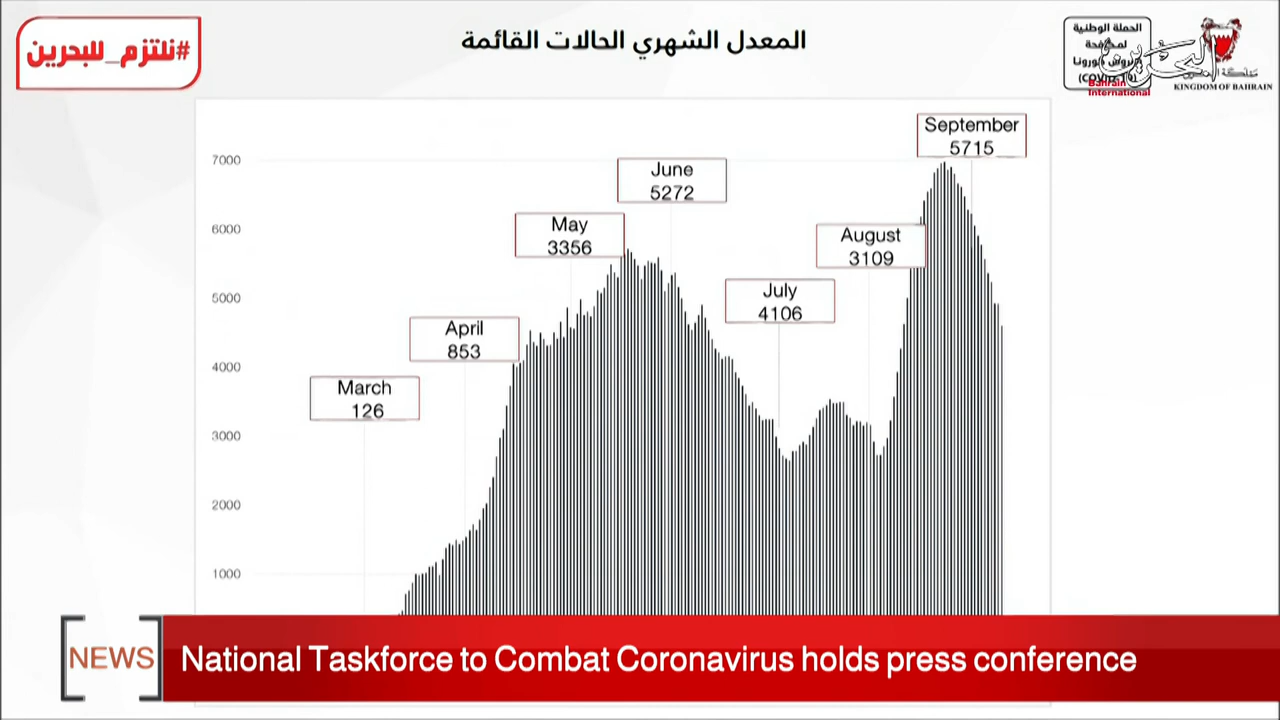 #نلتزم_للبحرين
المعدل الشهري الحالات القائمة
الحملة الوطنية
Bahrain
International
KINGDOM OF BAHRAIN
September
5715
7000
June
5272
6000
May
3356
August
3109
5000
July
4106
April
853
4000
March
126
3000
2000
1000
NEWS
National Taskforce to Combat Coronavirus holds press conference